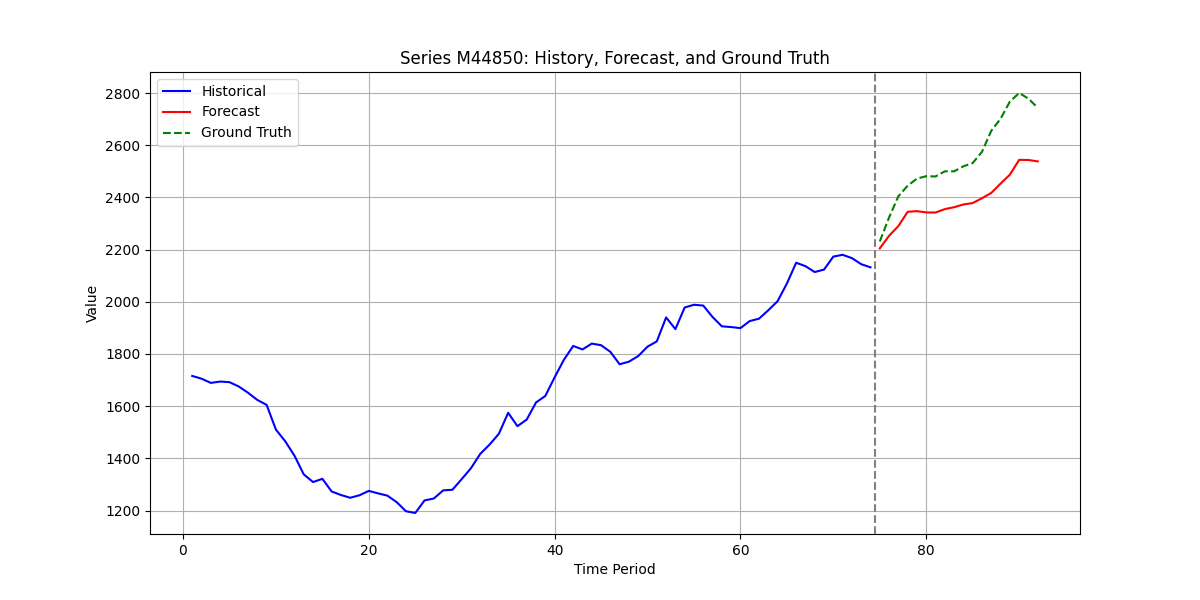 Series M44850: History, Forecast, and Ground Truth
Historical
Forecast
Ground Truth
2800
2600
2400
2200
2000
1800
1600
1400
1200
Value
0 20 40 60 80
Time Period